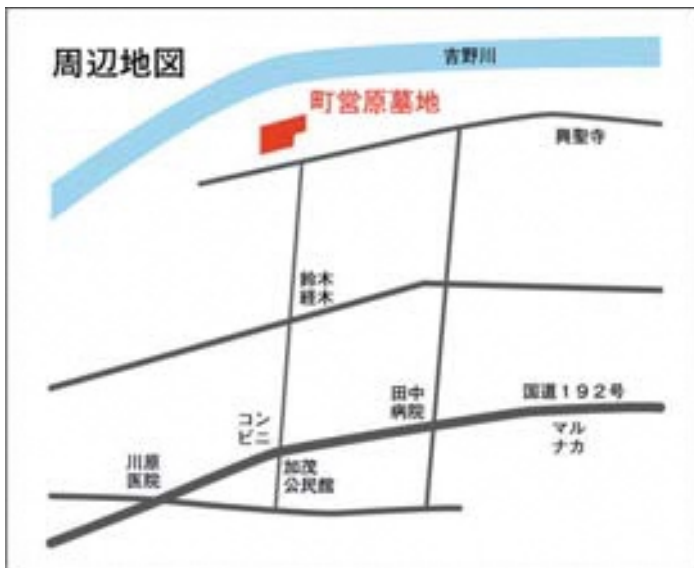 周辺地図
吉野川
町営原墓地
興聖寺
鈴木
経木
田中
病院
国道192号
コン
ビニ
マル
ナカ
川原
医院
加茂
公民館